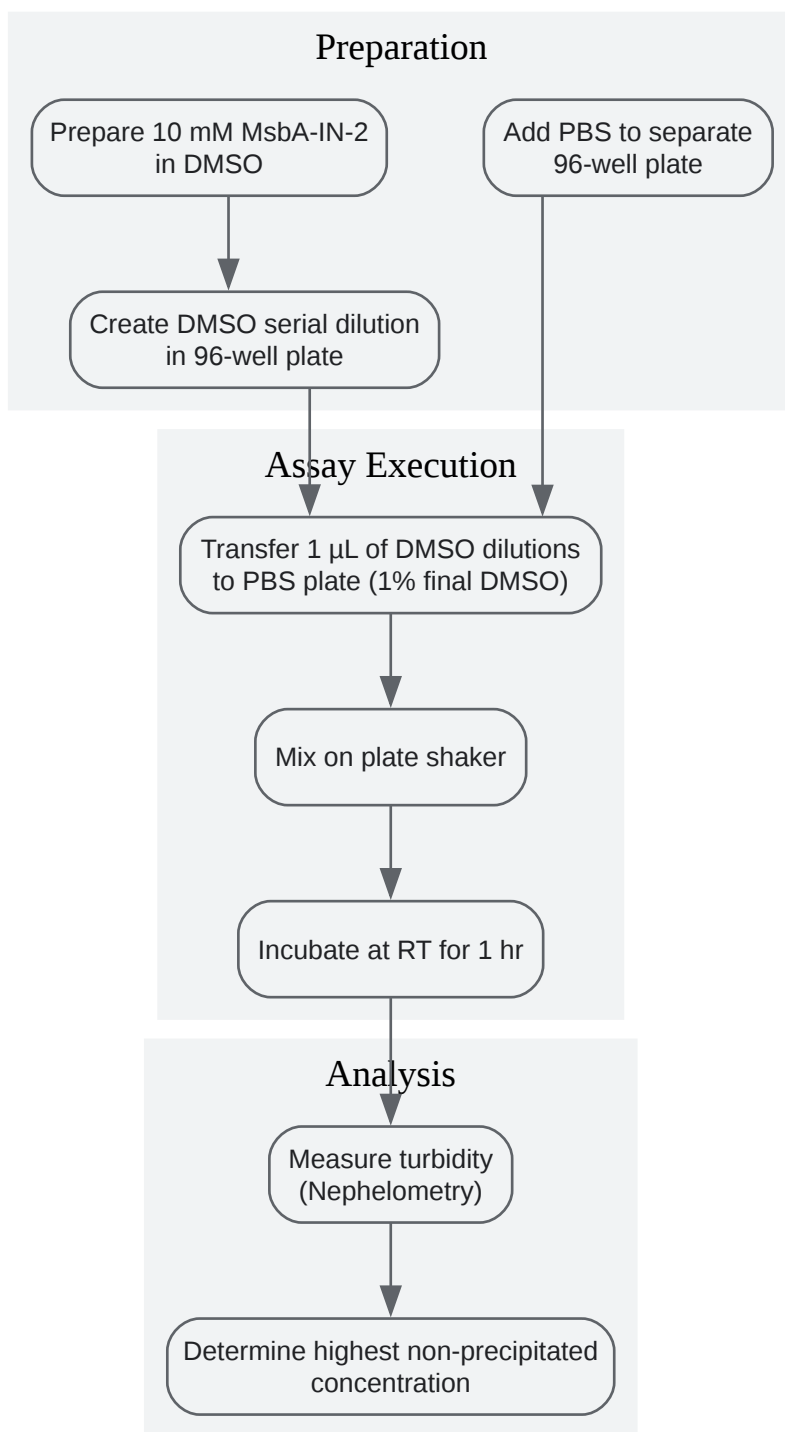 Preparation
Prepare 10 mM MsbA-IN-2
in DMSO
Add PBS to separate
96-well plate
Create DMSO serial dilution
in 96-well plate
Assay Execution
Transfer 1 µL of DMSO dilutions
to PBS plate (1% final DMSO)
Mix on plate shaker
Incubate at RT for 1 hr
Analysis
Measure turbidity
(Nephelometry)
Determine highest non-precipitated
concentration